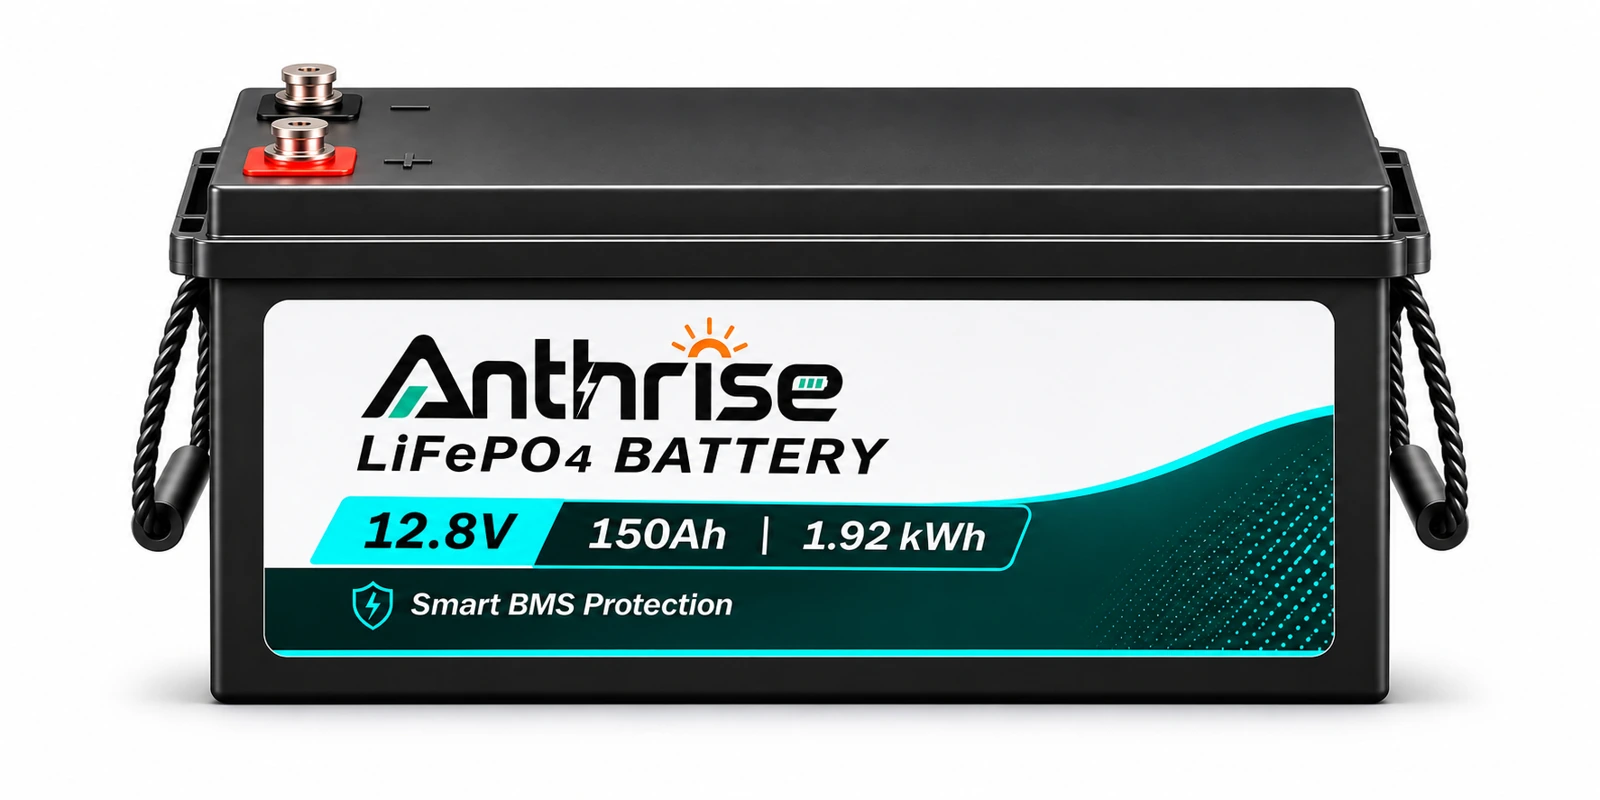 −
+
Anthrise
LiFePO4 BATTERY
12.8V 150Ah | 1.92 kWh
Smart BMS Protection